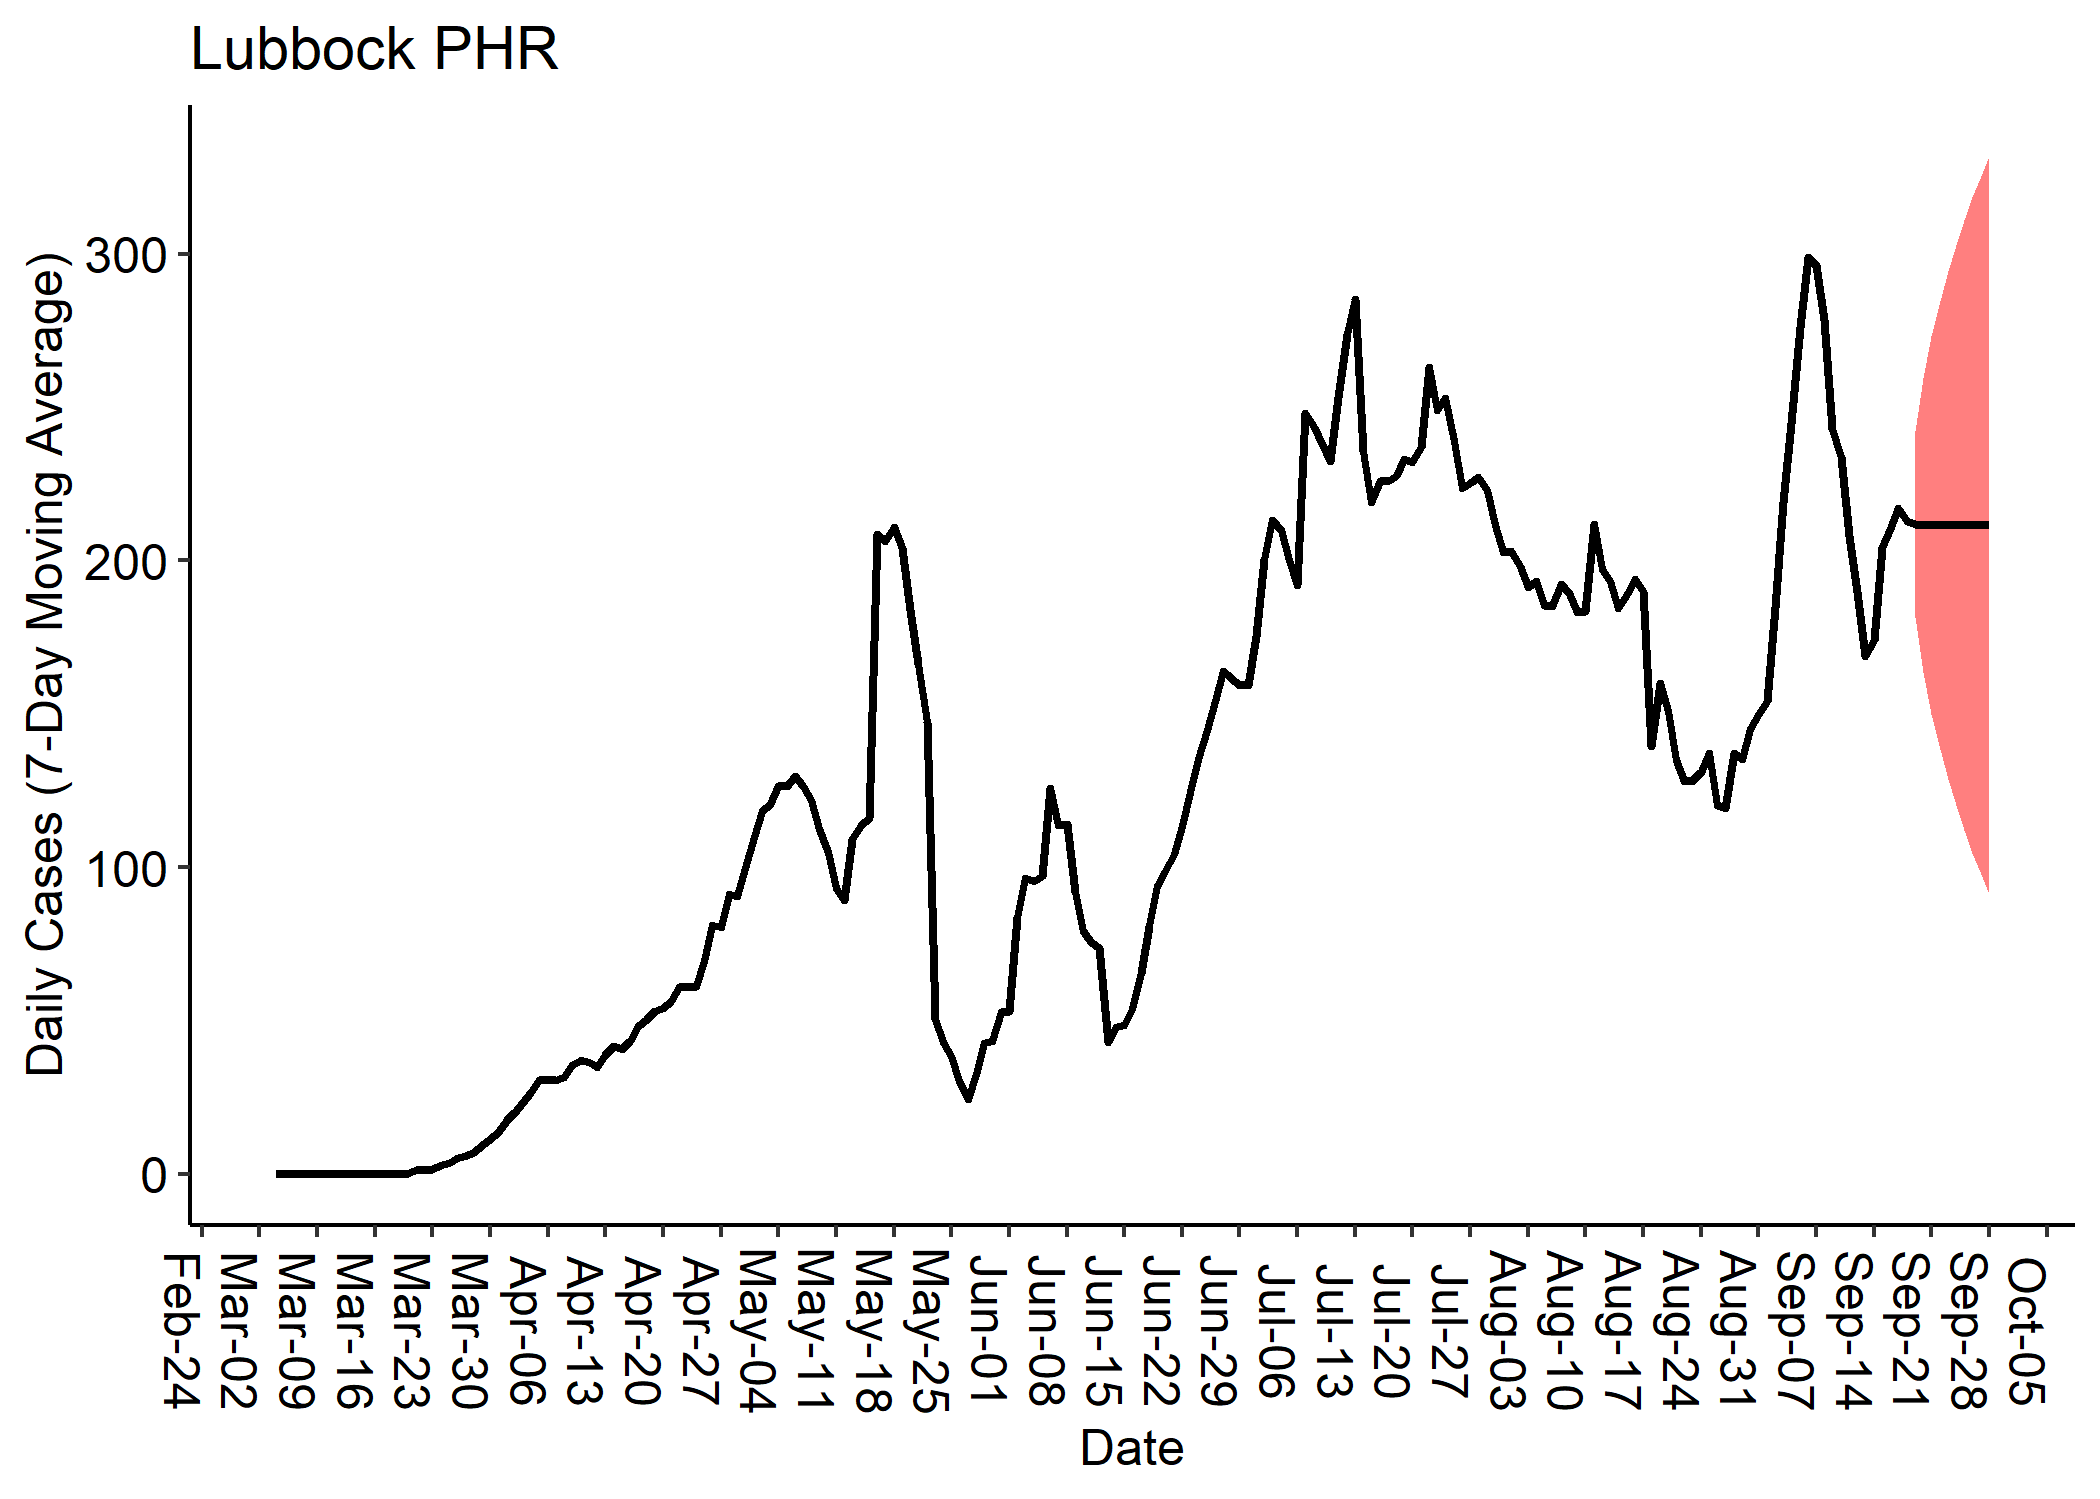 Lubbock PHR
Daily Cases (7-Day Moving Average)
300
200
100
0
Feb-24
Mar-02
Mar-09
Mar-16
Mar-23
Mar-30
Apr-06
Apr-13
Apr-20
Apr-27
May-04
May-11
May-18
May-25
Jun-01
Jun-08
Jun-15
Jun-22
Jun-29
Jul-06
Jul-13
Jul-20
Jul-27
Aug-03
Aug-10
Aug-17
Aug-24
Aug-31
Sep-07
Sep-14
Sep-21
Sep-28
Oct-05
Date